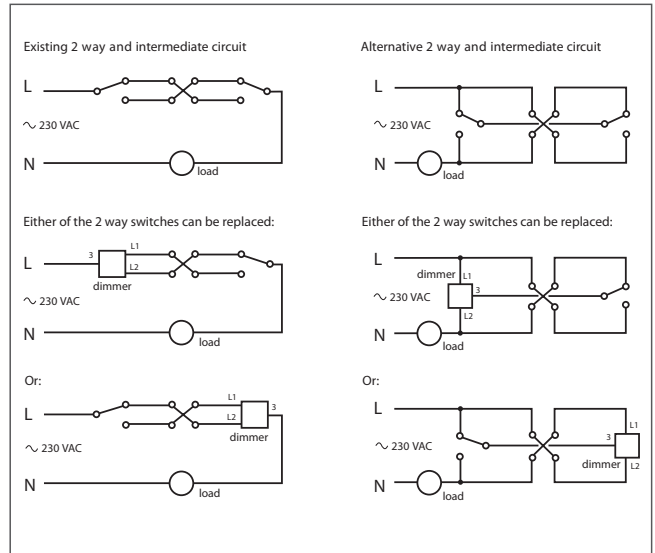 Existing 2 way and intermediate circuit
L
∿ 230 VAC
N
load
Alternative 2 way and intermediate circuit
L
∿ 230 VAC
N
load
Either of the 2 way switches can be replaced:
L
3
L1
L2
dimmer
∿ 230 VAC
N
load
Either of the 2 way switches can be replaced:
L
dimmer
L1
3
L2
∿ 230 VAC
N
load
Or:
L
L1
L2
3
dimmer
∿ 230 VAC
N
load
Or:
L
L1
3
dimmer
L2
∿ 230 VAC
N
load